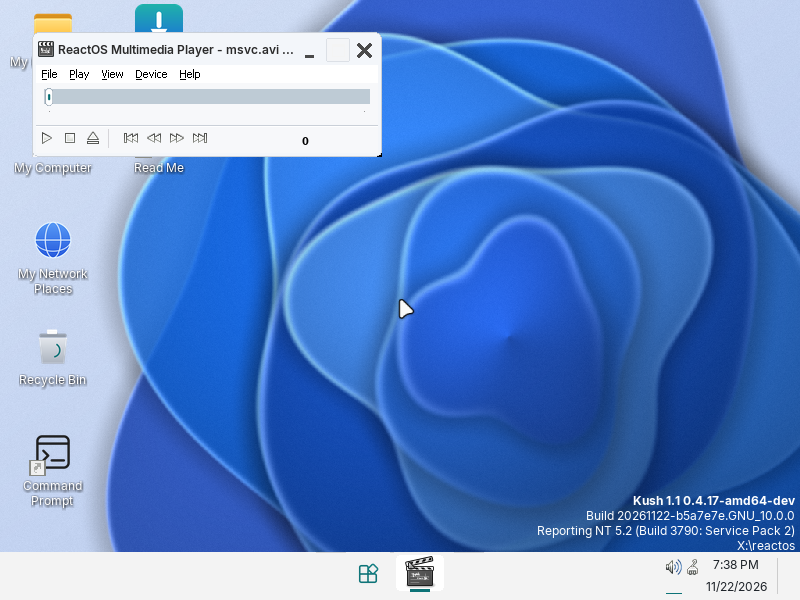 My
ReactOS Multimedia Player - msvc.avi ...
File Play View Device Help
0
My Computer
Read Me
My Network
Places
Recycle Bin
Command
Prompt
Kush 1.1 0.4.17-amd64-dev
Build 20261122-b5a7e7e.GNU_10.0.0
Reporting NT 5.2 (Build 3790: Service Pack 2)
X:\reactos
7:38 PM
11/22/2026